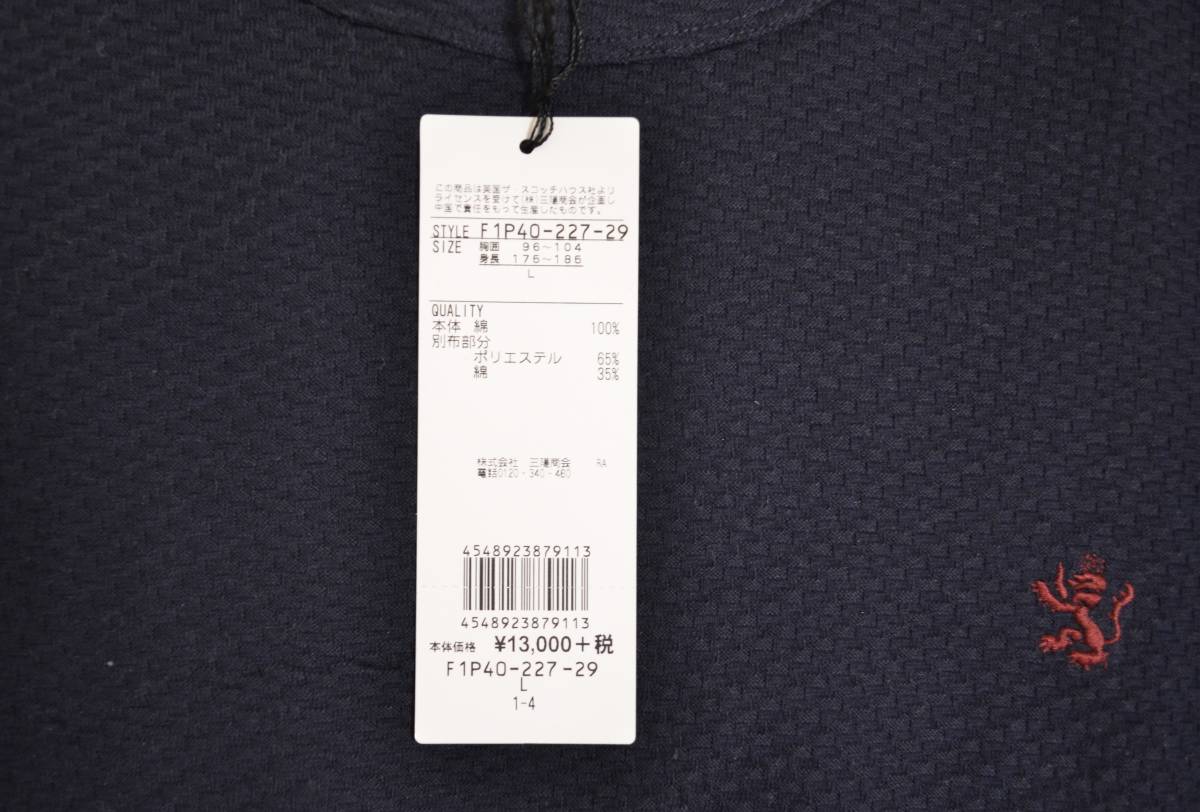 この商品は英国ザ スコッチハウス社より
ライセンスを受けて(株)三陽商会が企画し
中国で責任をもって生産したものです。
STYLE F1P40-227-29
SIZE 胸囲 96~104
身長 175~185
L
QUALITY
本体 綿 100%
別布部分
ポリエステル 65%
綿 35%
株式会社 三陽商会 RA
電話0120-340-460
4548923879113
4548923879113
本体価格 ¥13,000+税
F1P40-227-29
L
1-4